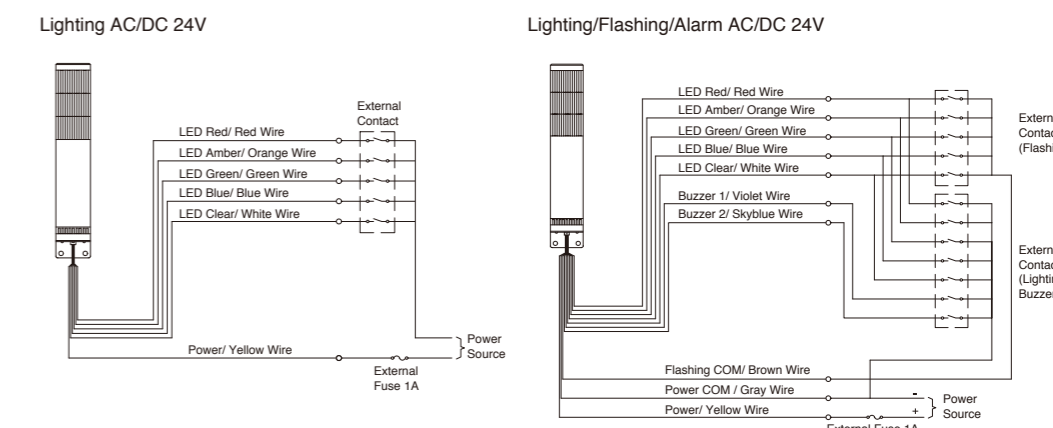 Lighting AC/DC 24V
External
Contact
LED Red/ Red Wire
LED Amber/ Orange Wire
LED Green/ Green Wire
LED Blue/ Blue Wire
LED Clear/ White Wire
Power/ Yellow Wire
External
Fuse 1A
Power
Source
Lighting/Flashing/Alarm AC/DC 24V
LED Red/ Red Wire
LED Amber/ Orange Wire
LED Green/ Green Wire
LED Blue/ Blue Wire
LED Clear/ White Wire
Buzzer 1/ Violet Wire
Buzzer 2/ Skyblue Wire
Flashing COM/ Brown Wire
Power COM / Gray Wire
Power/ Yellow Wire
-
+
Power
Source
External Fuse 1A
Buzzer